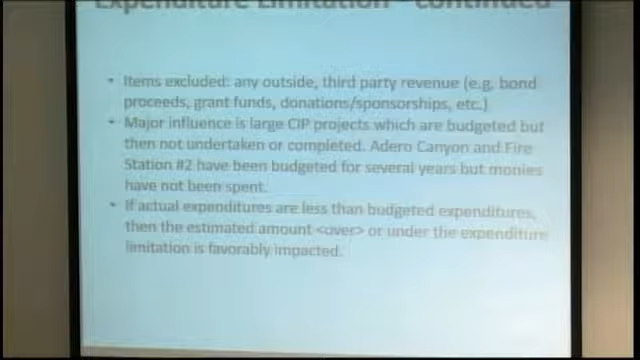 Expenditure Limitation - continued
• Items excluded: any outside, third party revenue (e.g. bond
proceeds, grant funds, donations/sponsorships, etc.)
• Major influence is large CIP projects which are budgeted but
then not undertaken or completed. Adero Canyon and Fire
Station #2 have been budgeted for several years but monies
have not been spent.
• If actual expenditures are less than budgeted expenditures,
then the estimated amount <over> or under the expenditure
limitation is favorably impacted.